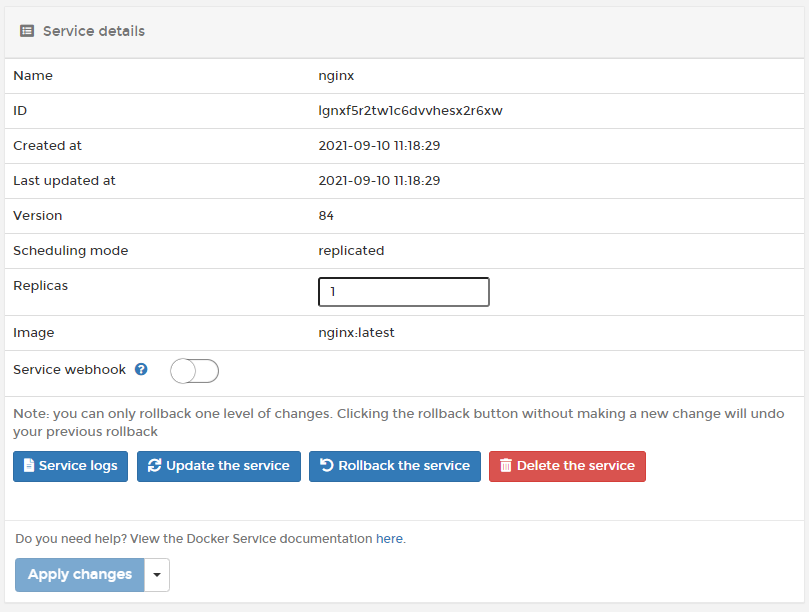 Service details
Name nginx
ID lgnxf5r2tw1c6dvvhesx2r6xw
Created at 2021-09-10 11:18:29
Last updated at 2021-09-10 11:18:29
Version 84
Scheduling mode replicated
Replicas 1
Image nginx:latest
Service webhook ?
Note: you can only rollback one level of changes. Clicking the rollback button without making a new change will undo
your previous rollback
Service logs Update the service Rollback the service Delete the service
Do you need help? View the Docker Service documentation here.
Apply changes